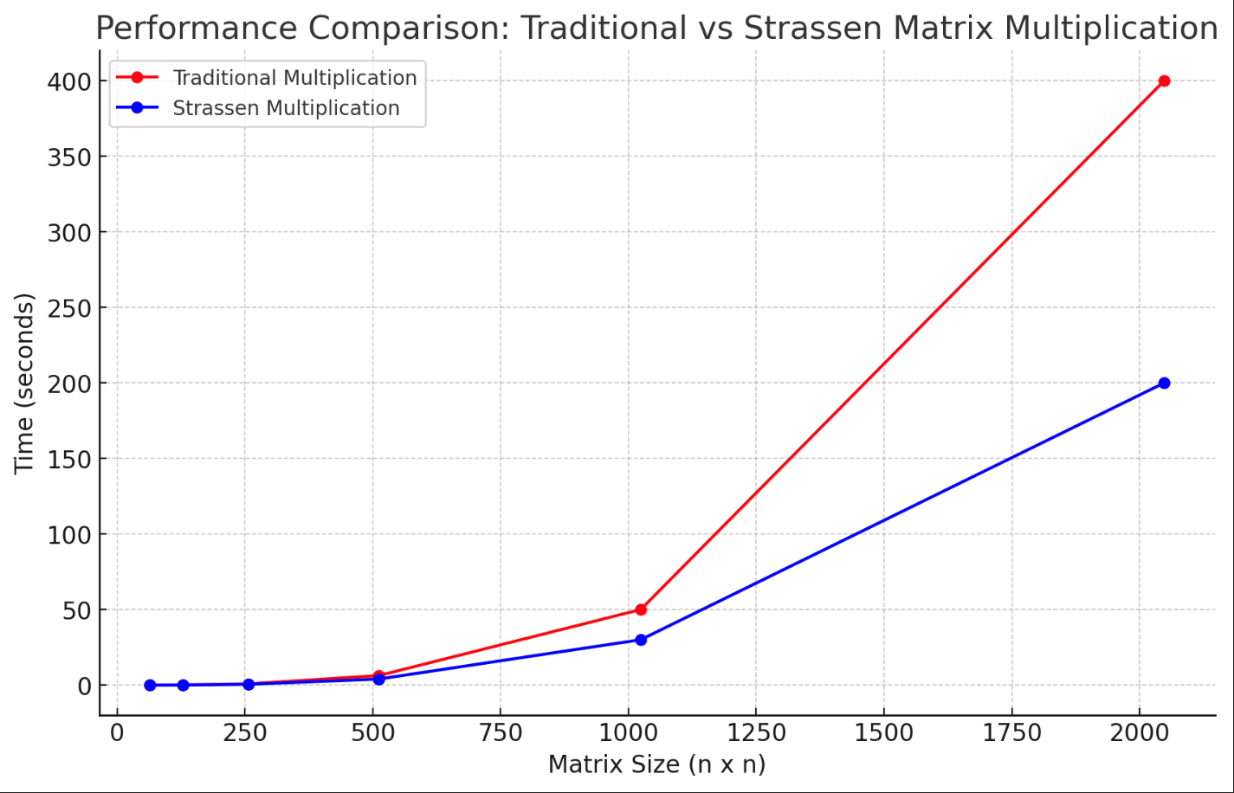 Performance Comparison: Traditional vs Strassen Matrix Multiplication
Traditional Multiplication
Strassen Multiplication
400
350
300
250
200
150
100
50
0
Time (seconds)
0 250 500 750 1000 1250 1500 1750 2000
Matrix Size (n x n)